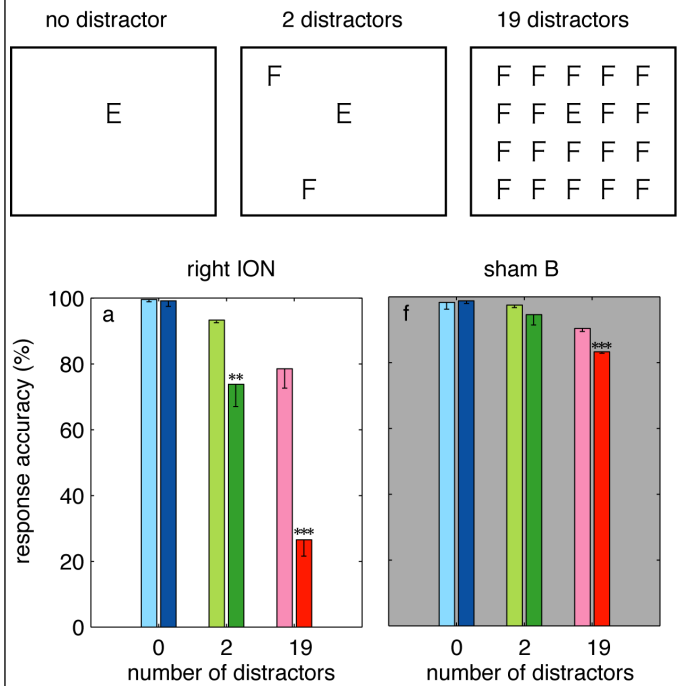 no distractor
2 distractors
19 distractors
E
F
E
F
F F F F F
F F E F F
F F F F F
F F F F F
right ION
sham B
response accuracy (%)
100
80
60
40
20
0
a
**
***
0 2 19
number of distractors
f
***
0 2 19
number of distractors